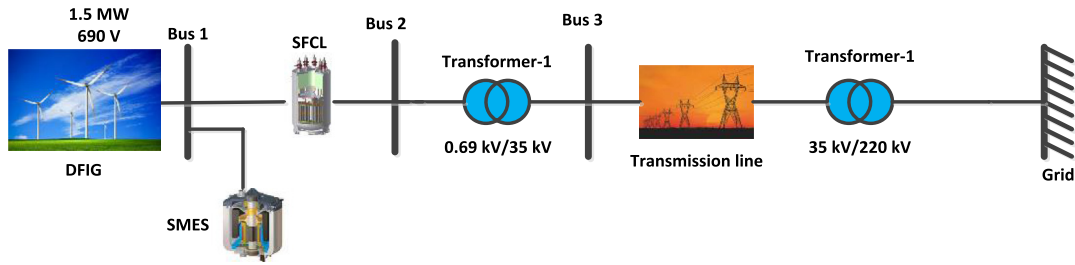 1.5 MW
690 V
DFIG
Bus 1
SMES
SFCL
Bus 2
Transformer-1
0.69 kV/35 kV
Bus 3
Transmission line
Transformer-1
35 kV/220 kV
Grid